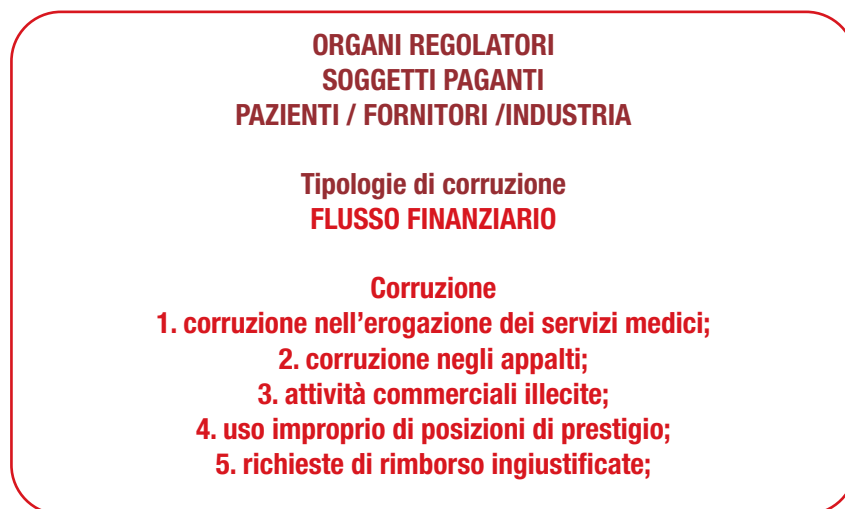 ORGANI REGOLATORI
SOGGETTI PAGANTI
PAZIENTI / FORNITORI /INDUSTRIA
Tipologie di corruzione
FLUSSO FINANZIARIO
Corruzione
1. corruzione nell’erogazione dei servizi medici;
2. corruzione negli appalti;
3. attività commerciali illecite;
4. uso improprio di posizioni di prestigio;
5. richieste di rimborso ingiustificate;